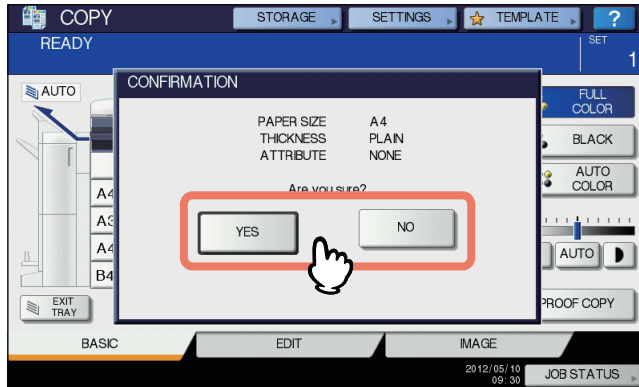 COPY
STORAGE
SETTINGS
TEMPLATE
?
READY
SET
1
AUTO
CONFIRMATION
FULL
COLOR
PAPER SIZE A4
THICKNESS PLAIN
ATTRIBUTE NONE
BLACK
AUTO
COLOR
Are you sure?
A4
YES
NO
A4
AUTO
B4
EXIT
TRAY
PROOF COPY
BASIC
EDIT
IMAGE
2012/05/10
09:30
JOB STATUS